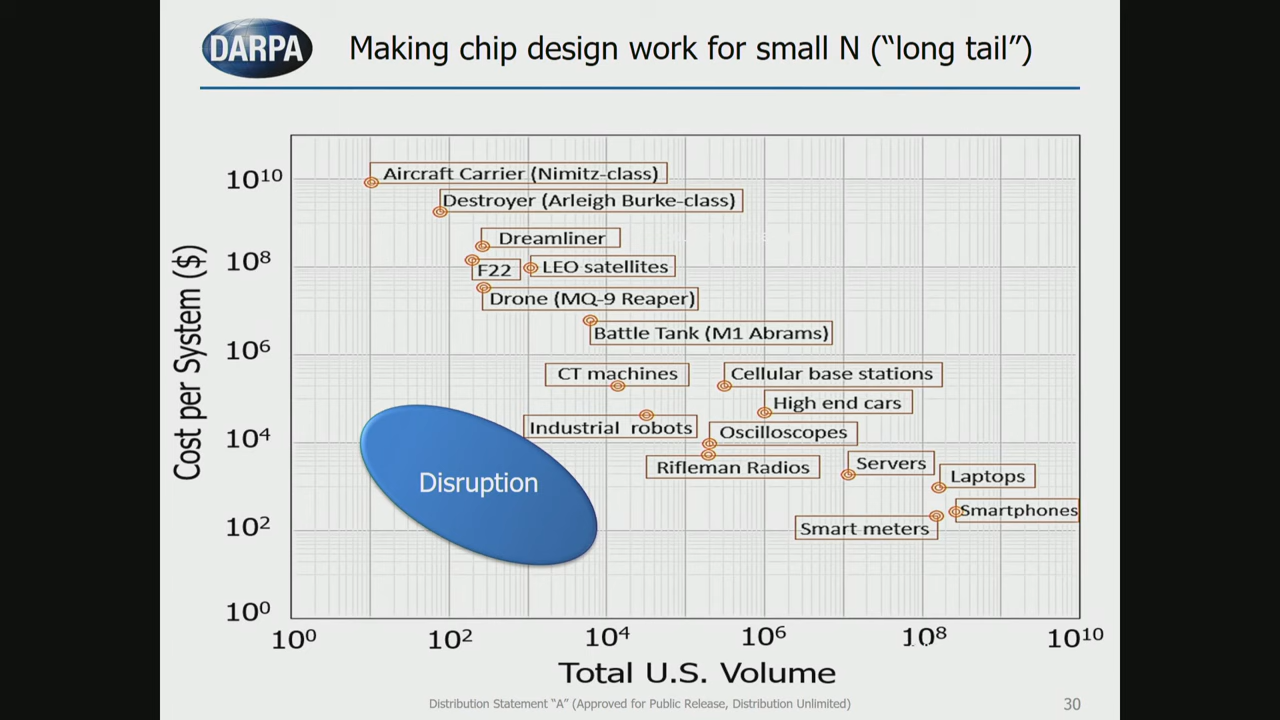 DARPA
Making chip design work for small N (“long tail”)
10¹⁰
10⁸
10⁶
10⁴
10²
10⁰
Cost per System ($)
Aircraft Carrier (Nimitz-class)
Destroyer (Arleigh Burke-class)
Dreamliner
F22
LEO satellites
Drone (MQ-9 Reaper)
Battle Tank (M1 Abrams)
CT machines
Cellular base stations
High end cars
Industrial robots
Oscilloscopes
Rifleman Radios
Servers
Laptops
Smartphones
Smart meters
Disruption
10⁰ 10² 10⁴ 10⁶ 10⁸ 10¹⁰
Total U.S. Volume
Distribution Statement “A” (Approved for Public Release, Distribution Unlimited)
30